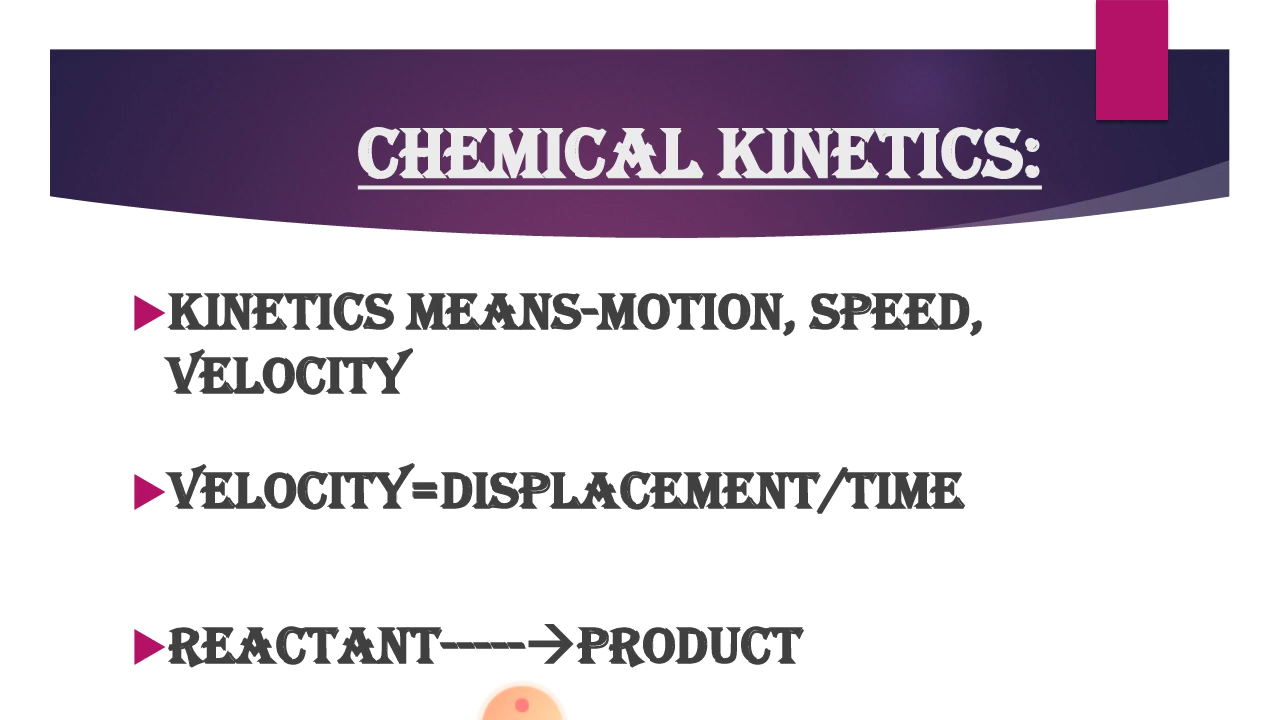 CHEMICAL KINETICS:
KINETICS MEANS-MOTION, SPEED,
VELOCITY
VELOCITY=DISPLACEMENT/TIME
REACTANT-----→PRODUCT